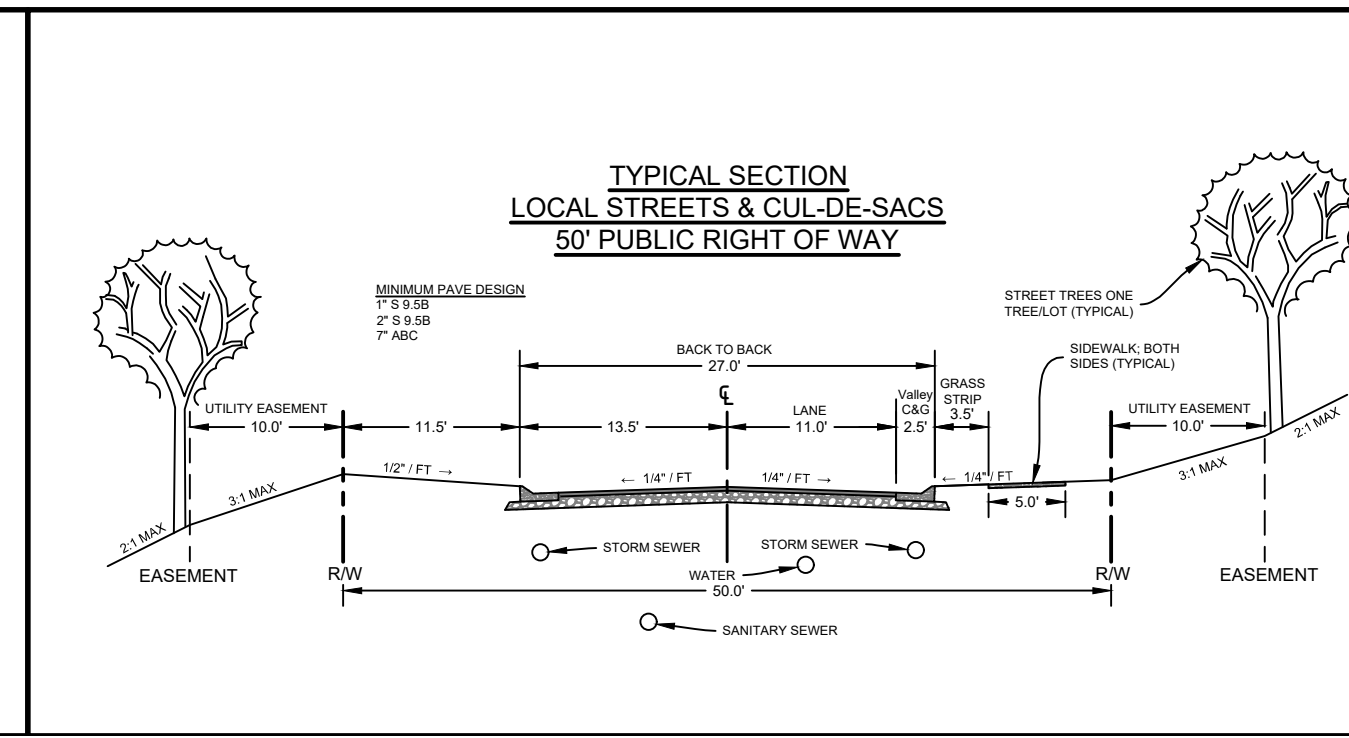 TYPICAL SECTION
LOCAL STREETS & CUL-DE-SACS
50' PUBLIC RIGHT OF WAY
MINIMUM PAVE DESIGN
1" S 9.5B
2" S 9.5B
7" ABC
STREET TREES ONE
TREE/LOT (TYPICAL)
SIDEWALK; BOTH
SIDES (TYPICAL)
BACK TO BACK
27.0'
℄
UTILITY EASEMENT
10.0'
11.5'
13.5'
LANE
11.0'
Valley
C&G
2.5'
GRASS
STRIP
3.5'
UTILITY EASEMENT
10.0'
2:1 MAX
3:1 MAX
1/2" / FT →
← 1/4" / FT
1/4" / FT →
← 1/4" / FT
5.0'
3:1 MAX
2:1 MAX
STORM SEWER
STORM SEWER
WATER
EASEMENT
R/W
50.0'
R/W
EASEMENT
SANITARY SEWER